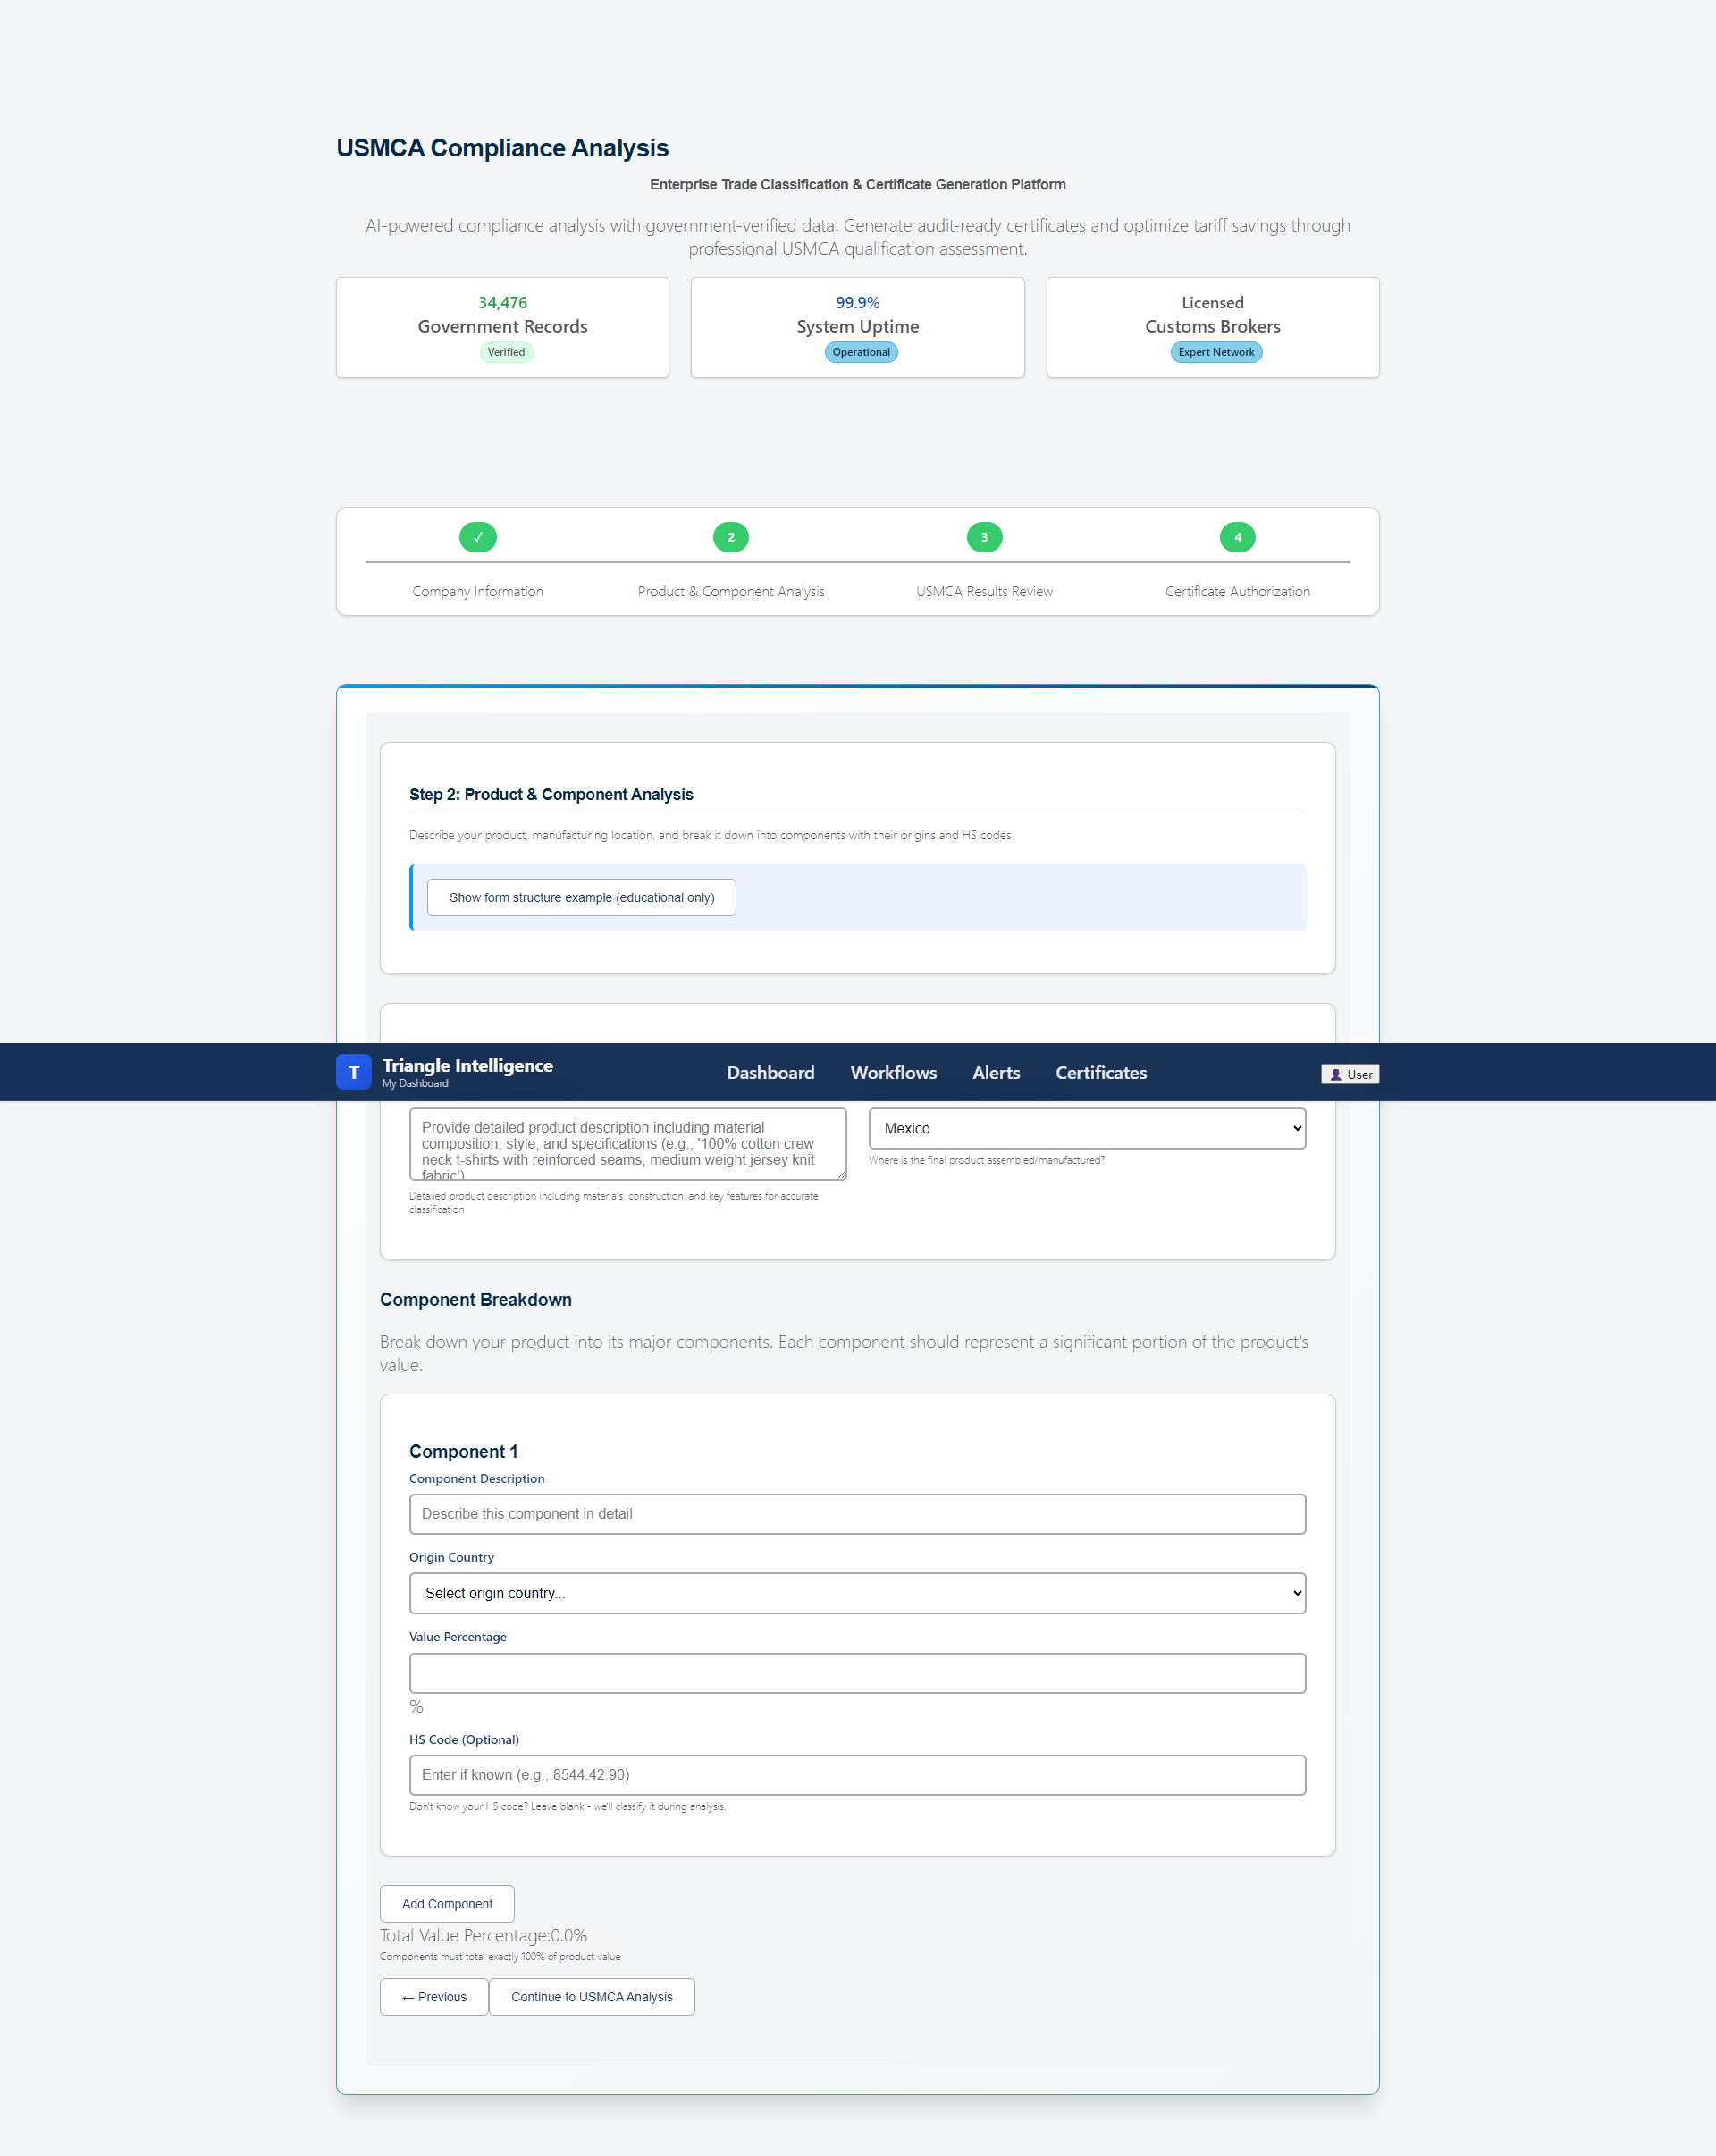 USMCA Compliance Analysis
Enterprise Trade Classification & Certificate Generation Platform
AI-powered compliance analysis with government-verified data. Generate audit-ready certificates and optimize tariff savings through
professional USMCA qualification assessment.
34,476
Government Records
Verified
99.9%
System Uptime
Operational
Licensed
Customs Brokers
Expert Network
✓
Company Information
2
Product & Component Analysis
3
USMCA Results Review
4
Certificate Authorization
Step 2: Product & Component Analysis
Describe your product, manufacturing location, and break it down into components with their origins and HS codes
Show form structure example (educational only)
T
Triangle Intelligence
My Dashboard
Dashboard
Workflows
Alerts
Certificates
👤 User
Provide detailed product description including material
composition, style, and specifications (e.g., '100% cotton crew
neck t-shirts with reinforced seams, medium weight jersey knit
fabric')
Detailed product description including materials, construction, and key features for accurate
classification
Mexico
Where is the final product assembled/manufactured?
Component Breakdown
Break down your product into its major components. Each component should represent a significant portion of the product's
value.
Component 1
Component Description
Describe this component in detail
Origin Country
Select origin country...
Value Percentage
%
HS Code (Optional)
Enter if known (e.g., 8544.42.90)
Don't know your HS code? Leave blank - we'll classify it during analysis.
Add Component
Total Value Percentage:0.0%
Components must total exactly 100% of product value
← Previous
Continue to USMCA Analysis